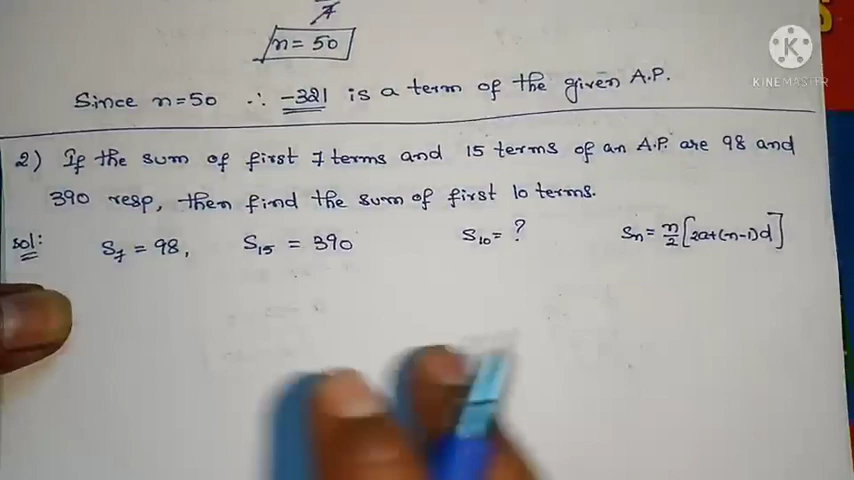 7
n = 50
K
KINEMASTER
Since n=50 ∴ -321 is a term of the given A.P.
2) If the sum of first 7 terms and 15 terms of an A.P. are 98 and
390 resp, then find the sum of first 10 terms.
sol: S₇ = 98, S₁₅ = 390 S₁₀ = ? Sn = n/2 [2a+(n-1)d]